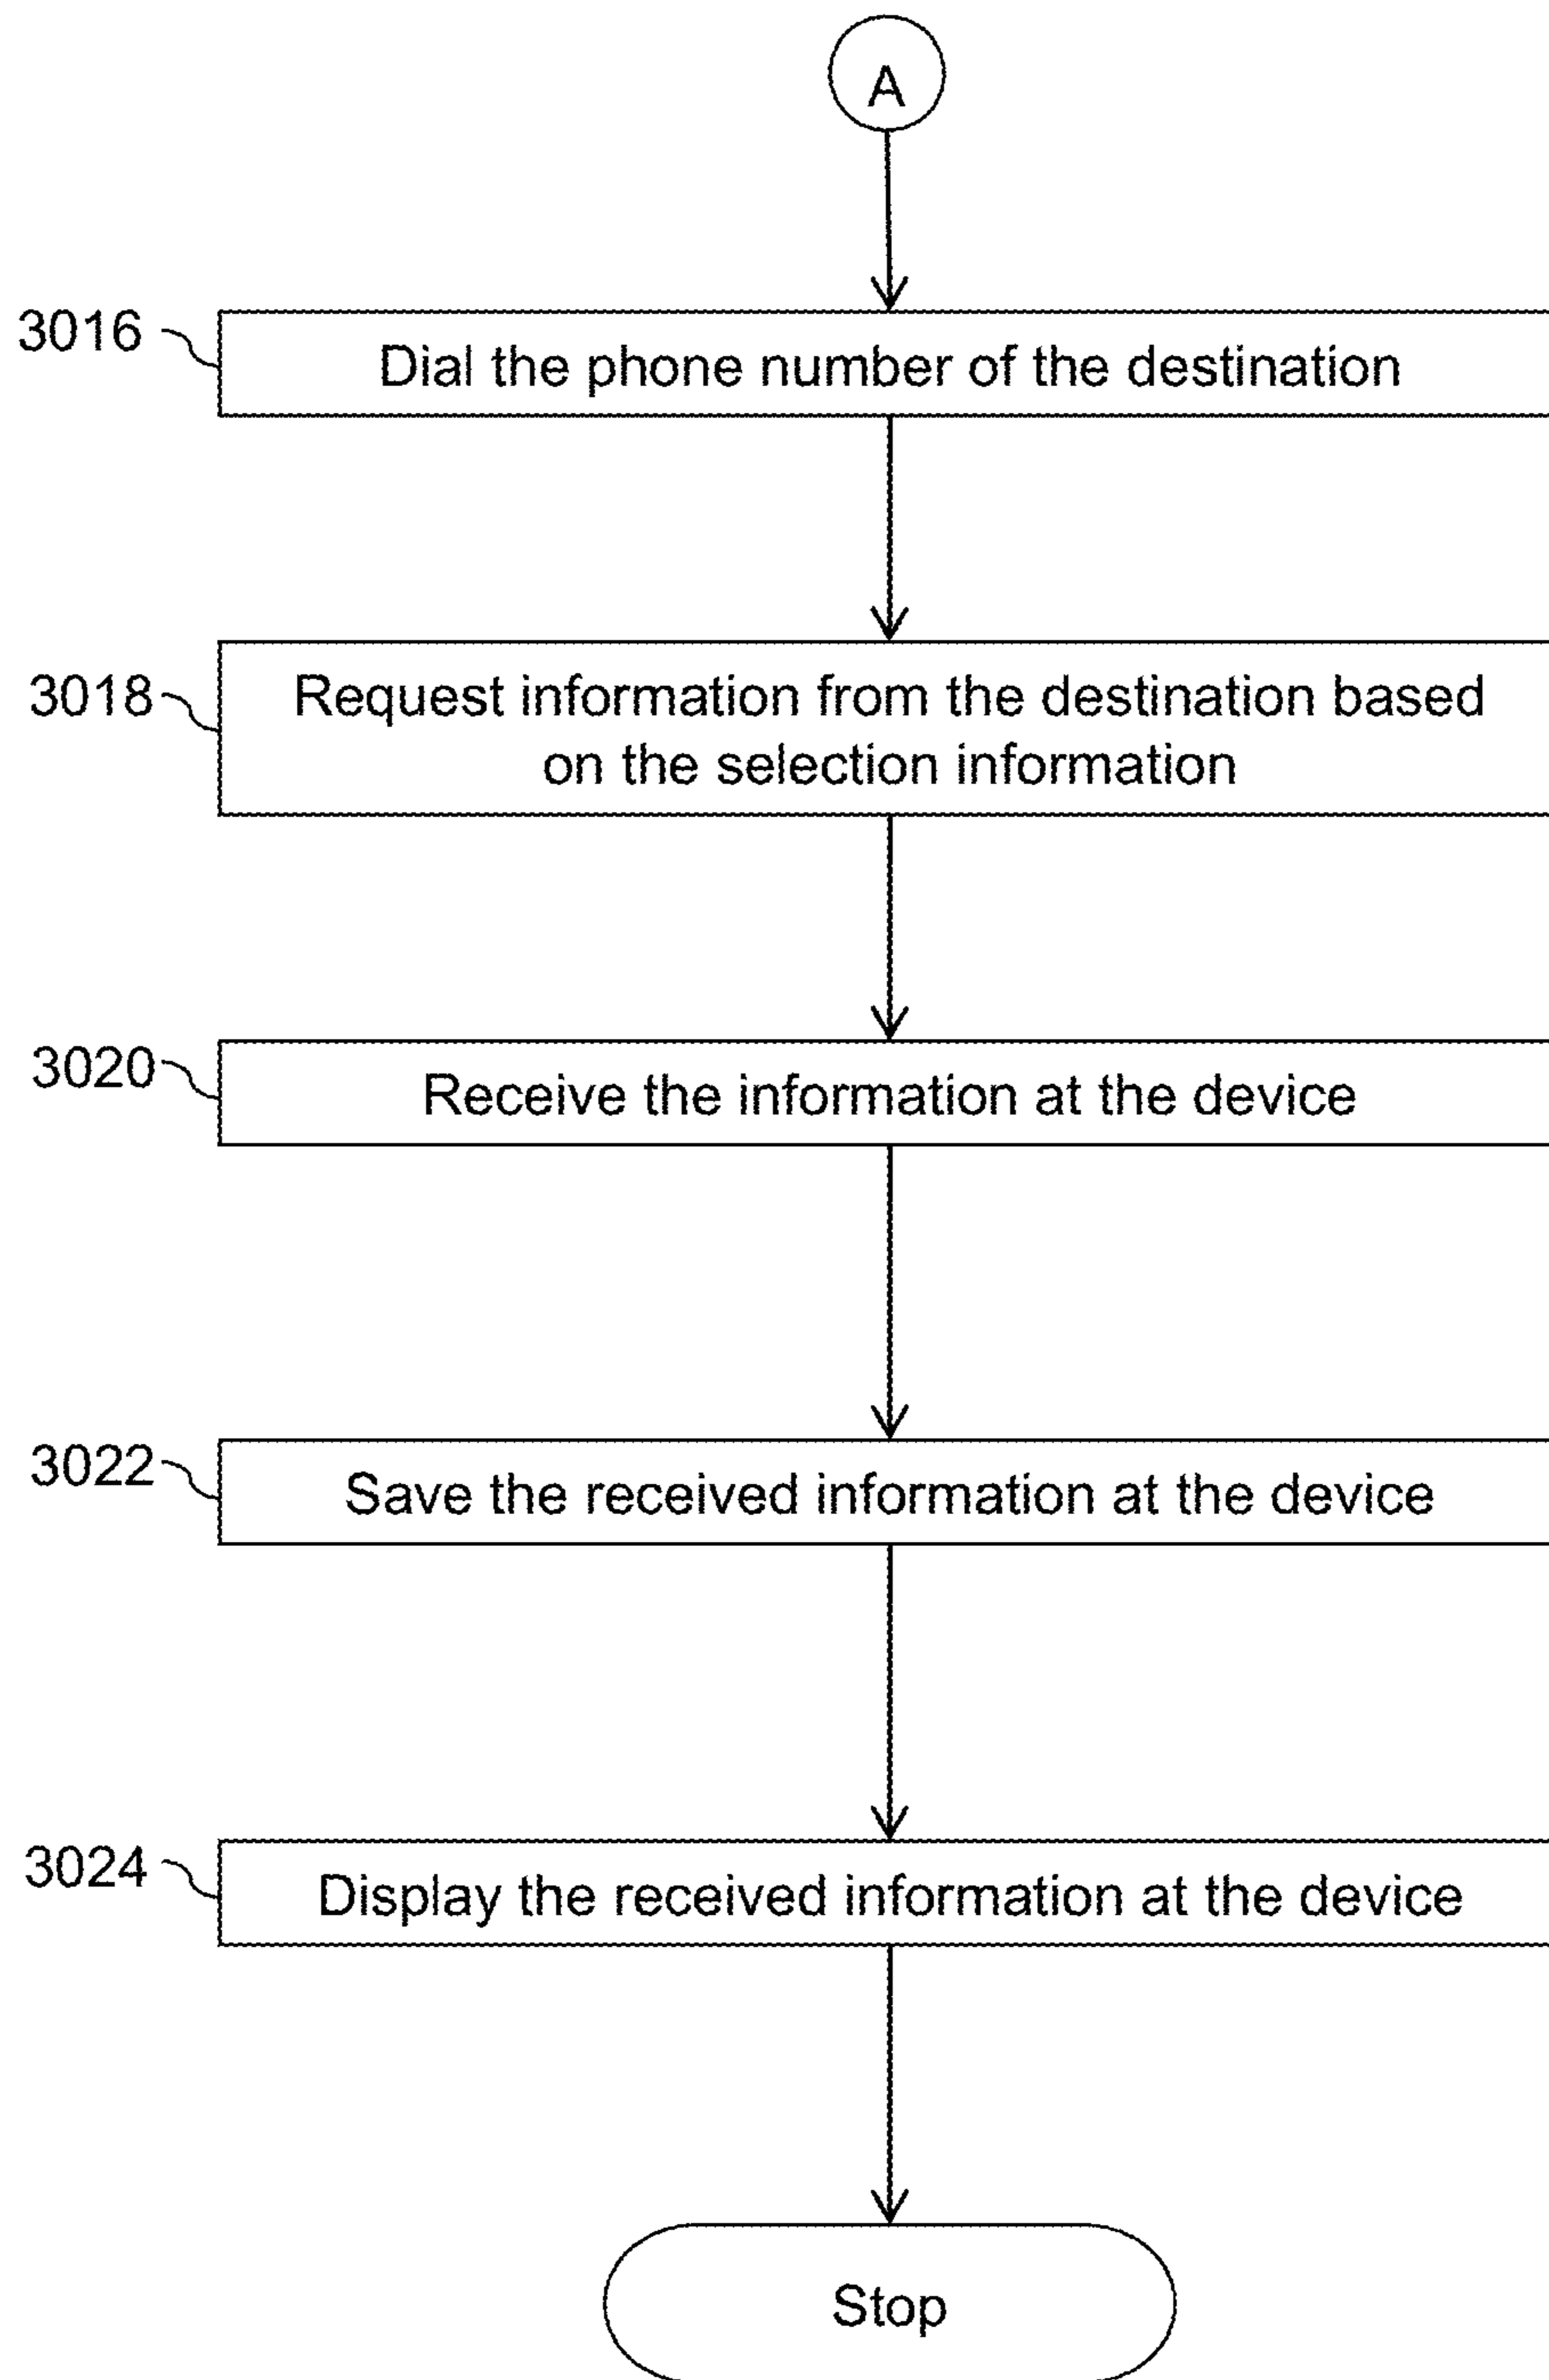 A
3016
Dial the phone number of the destination
3018
Request information from the destination based
on the selection information
3020
Receive the information at the device
3022
Save the received information at the device
3024
Display the received information at the device
Stop